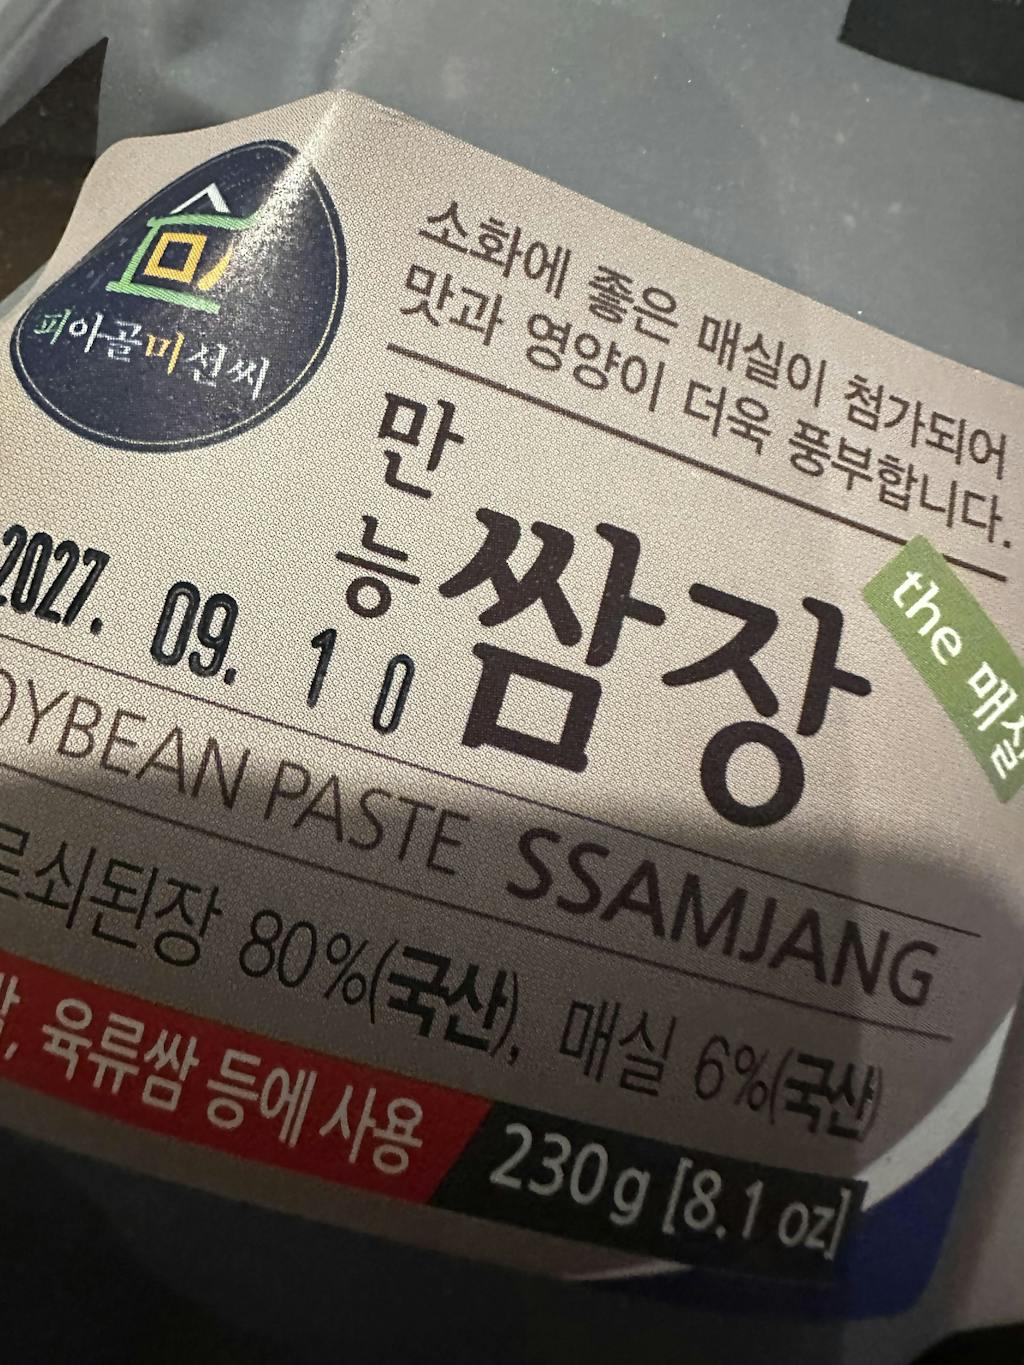 피아골미선씨
소화에 좋은 매실이 첨가되어
맛과 영양이 더욱 풍부합니다.
만능 쌈장
the 매실
2027. 09. 10
OYBEAN PASTE SSAMJANG
로쇠된장 80%(국산), 매실 6%(국산)
육류쌈 등에 사용
230g [8.1 oz]